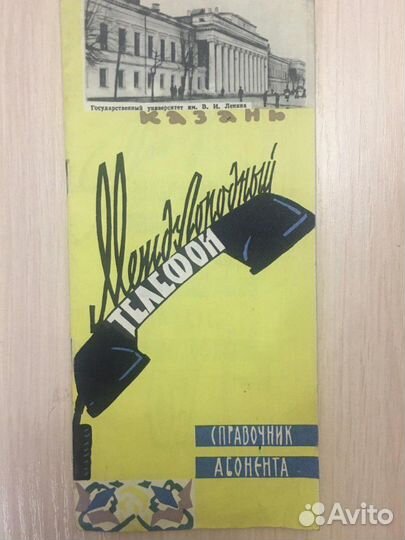 Государственный университет им. В. И. Ленина
КАЗАНЬ
Междугородный
ТЕЛЕФОН
СПРАВОЧНИК
АБОНЕНТА
Avito